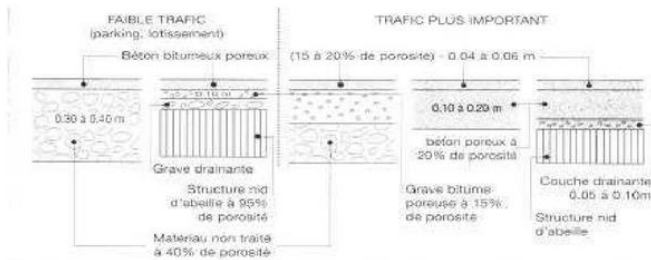 FAIBLE TRAFIC
(parking, lotissement)
TRAFIC PLUS IMPORTANT
Béton bitumeux poreux
(15 à 20% de porosité) - 0.04 à 0.06 m
0.30 à 0.40 m
0.10 m
0.10 à 0.20 m
Grave drainante
béton poreux à
20% de porosité
Structure nid
d'abeille à 95%
de porosité
Grave bitume
poreuse à 15%
de porosité
Couche drainante
0.05 à 0.10m
Structure nid
d'abeille
Matériau non traité
à 40% de porosité